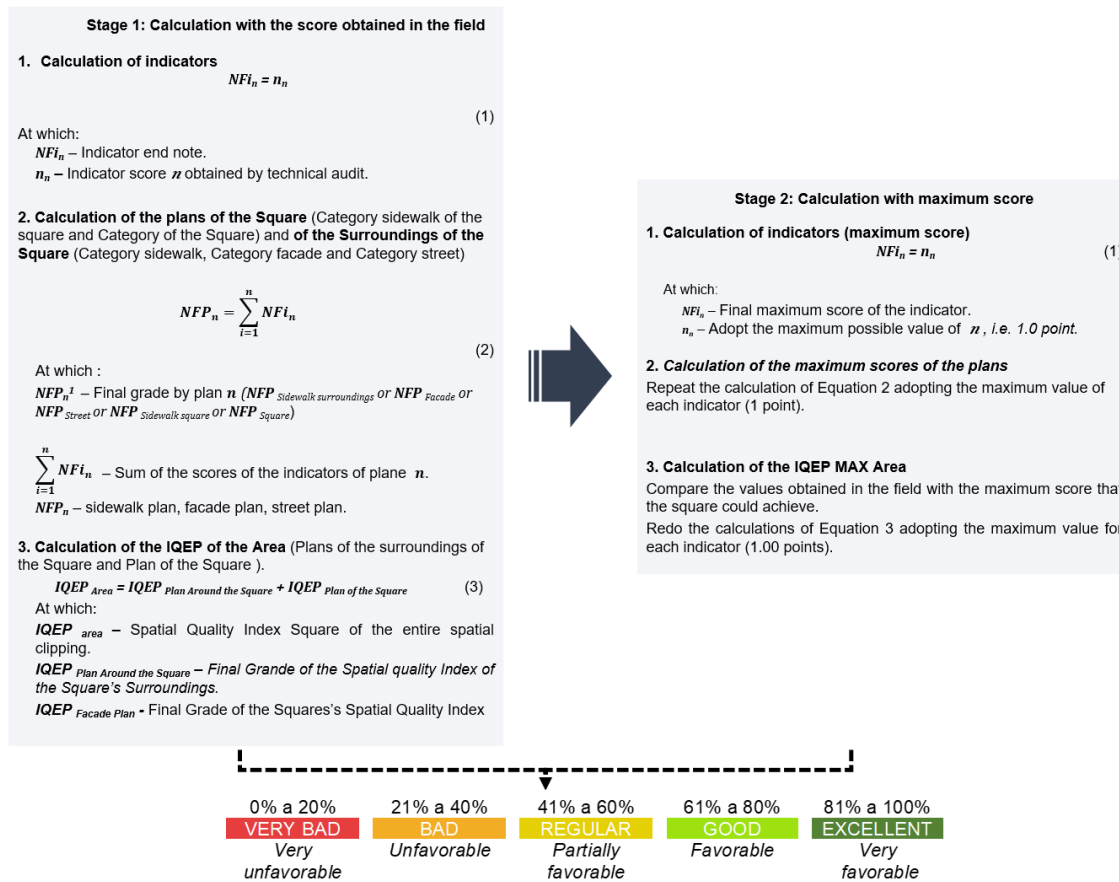 Stage 1: Calculation with the score obtained in the field
1. Calculation of indicators
NFiₙ = nₙ
(1)
At which:
NFiₙ – Indicator end note.
nₙ – Indicator score n obtained by technical audit.
2. Calculation of the plans of the Square (Category sidewalk of the
square and Category of the Square) and of the Surroundings of the
Square (Category sidewalk, Category facade and Category street)
NFPₙ = ∑ⁿᵢ₌₁ NFiₙ
(2)
At which :
NFPₙ¹ – Final grade by plan n (NFP Sidewalk surroundings or NFP Facade or
NFP Street or NFP Sidewalk square or NFP Square)
∑ⁿᵢ₌₁ NFiₙ – Sum of the scores of the indicators of plane n.
NFPₙ – sidewalk plan, facade plan, street plan.
3. Calculation of the IQEP of the Area (Plans of the surroundings of
the Square and Plan of the Square ).
IQEP Area = IQEP Plan Around the Square + IQEP Plan of the Square (3)
At which:
IQEP area – Spatial Quality Index Square of the entire spatial
clipping.
IQEP Plan Around the Square – Final Grande of the Spatial quality Index of
the Square's Surroundings.
IQEP Facade Plan - Final Grade of the Squares's Spatial Quality Index
Stage 2: Calculation with maximum score
1. Calculation of indicators (maximum score)
NFiₙ = nₙ (1)
At which:
NFiₙ – Final maximum score of the indicator.
nₙ – Adopt the maximum possible value of n , i.e. 1.0 point.
2. Calculation of the maximum scores of the plans
Repeat the calculation of Equation 2 adopting the maximum value of
each indicator (1 point).
3. Calculation of the IQEP MAX Area
Compare the values obtained in the field with the maximum score that
the square could achieve.
Redo the calculations of Equation 3 adopting the maximum value for
each indicator (1.00 points).
0% a 20% 21% a 40% 41% a 60% 61% a 80% 81% a 100%
VERY BAD BAD REGULAR GOOD EXCELLENT
Very Unfavorable Partially Favorable Very
unfavorable favorable favorable